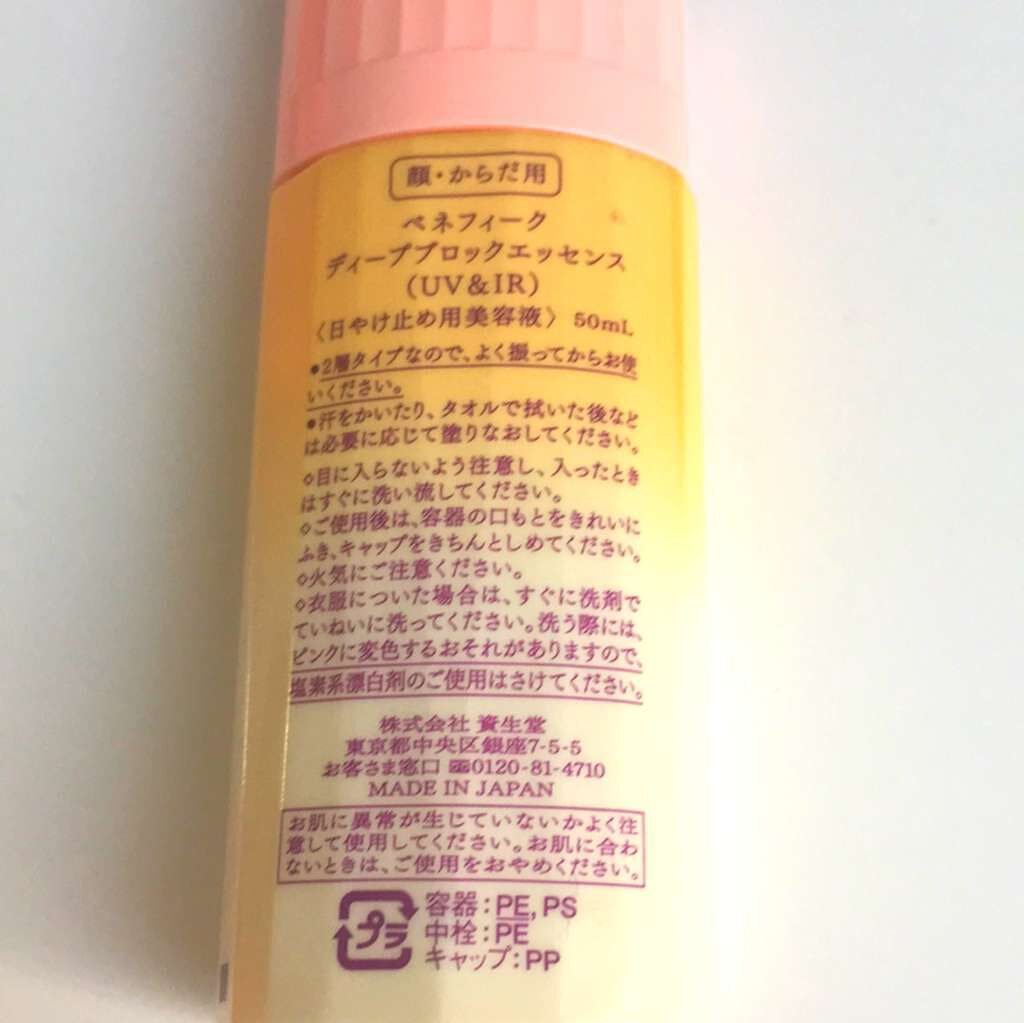 顔・からだ用
ベネフィーク
ディープブロックエッセンス
(UV&IR)
〈日やけ止め用美容液〉 50mL
●2層タイプなので、よく振ってからお使
いください。
●汗をかいたり、タオルで拭いた後など
は必要に応じて塗りなおしてください。
◇目に入らないよう注意し、入ったとき
はすぐに洗い流してください。
◇ご使用後は、容器の口もとをきれいに
ふき、キャップをきちんとしめてください。
◇火気にご注意ください。
◇衣服についた場合は、すぐに洗剤で
ていねいに洗ってください。洗う際には、
ピンクに変色するおそれがありますので、
塩素系漂白剤のご使用はさけてください。
株式会社 資生堂
東京都中央区銀座7-5-5
お客さま窓口 0120-81-4710
MADE IN JAPAN
お肌に異常が生じていないかよく注
意して使用してください。お肌に合わ
ないときは、ご使用をおやめください。
プラ
容器:PE, PS
中栓:PE
キャップ:PP